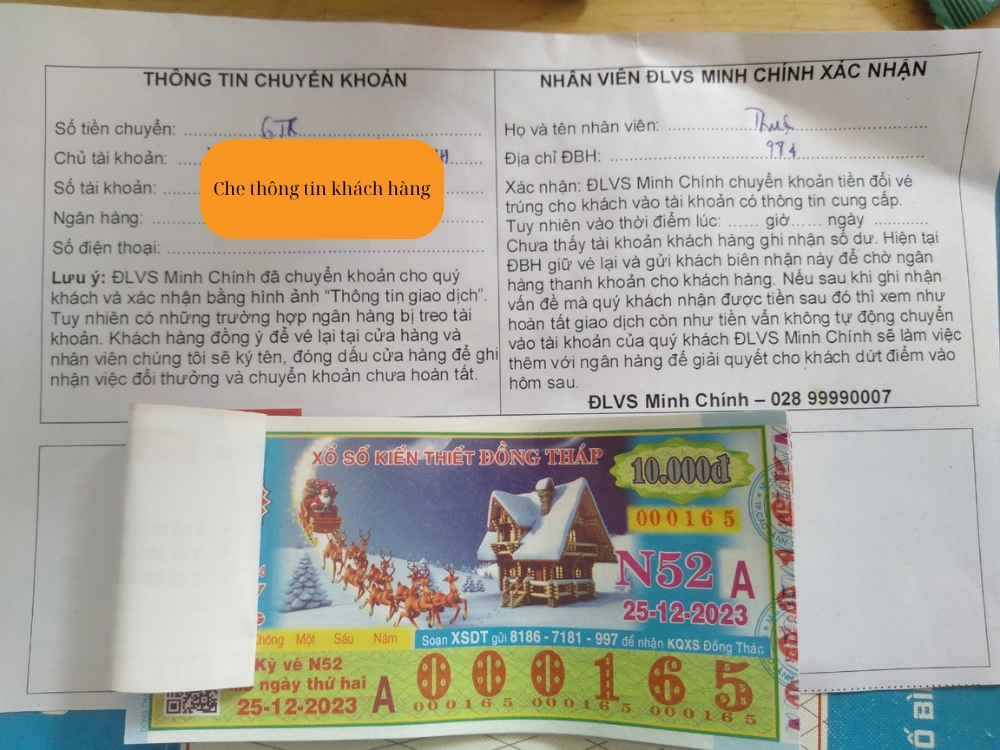 THÔNG TIN CHUYỂN KHOẢN
Số tiền chuyển: 6TR
Chủ tài khoản:
Số tài khoản:
Ngân hàng:
Số điện thoại:
Che thông tin khách hàng
Lưu ý: ĐLVS Minh Chính đã chuyển khoản cho quý
khách và xác nhận bằng hình ảnh “Thông tin giao dịch”.
Tuy nhiên có những trường hợp ngân hàng bị treo tài
khoản. Khách hàng đồng ý để vé lại tại cửa hàng và
nhân viên chúng tôi sẽ ký tên, đóng dấu cửa hàng để ghi
nhận việc đổi thưởng và chuyển khoản chưa hoàn tất.
NHÂN VIÊN ĐLVS MINH CHÍNH XÁC NHẬN
Họ và tên nhân viên:
Địa chỉ ĐBH: 974
Xác nhận: ĐLVS Minh Chính chuyển khoản tiền đổi vé
trúng cho khách vào tài khoản có thông tin cung cấp.
Tuy nhiên vào thời điểm lúc: ...... giờ...... ngày ............
Chưa thấy tài khoản khách hàng ghi nhận số dư. Hiện tại
ĐBH giữ vé lại và gửi khách biên nhận này để chờ ngân
hàng thanh khoản cho khách hàng. Nếu sau khi ghi nhận
vấn đề mà quý khách nhận được tiền sau đó thì xem như
hoàn tất giao dịch còn như tiền vẫn không tự động chuyển
vào tài khoản của quý khách ĐLVS Minh Chính sẽ làm việc
thêm với ngân hàng để giải quyết cho khách dứt điểm vào
hôm sau.
ĐLVS Minh Chính – 028 99990007
XỔ SỐ KIẾN THIẾT ĐỒNG THÁP
10.000đ
000165
N52 A
25-12-2023
Không Một Sáu Năm
Soạn XSDT gửi 8186 - 7181 - 997 để nhận KQXS Đồng Tháp
Kỳ vé N52
ngày thứ hai
25-12-2023 A
000165
000165 000165 000165